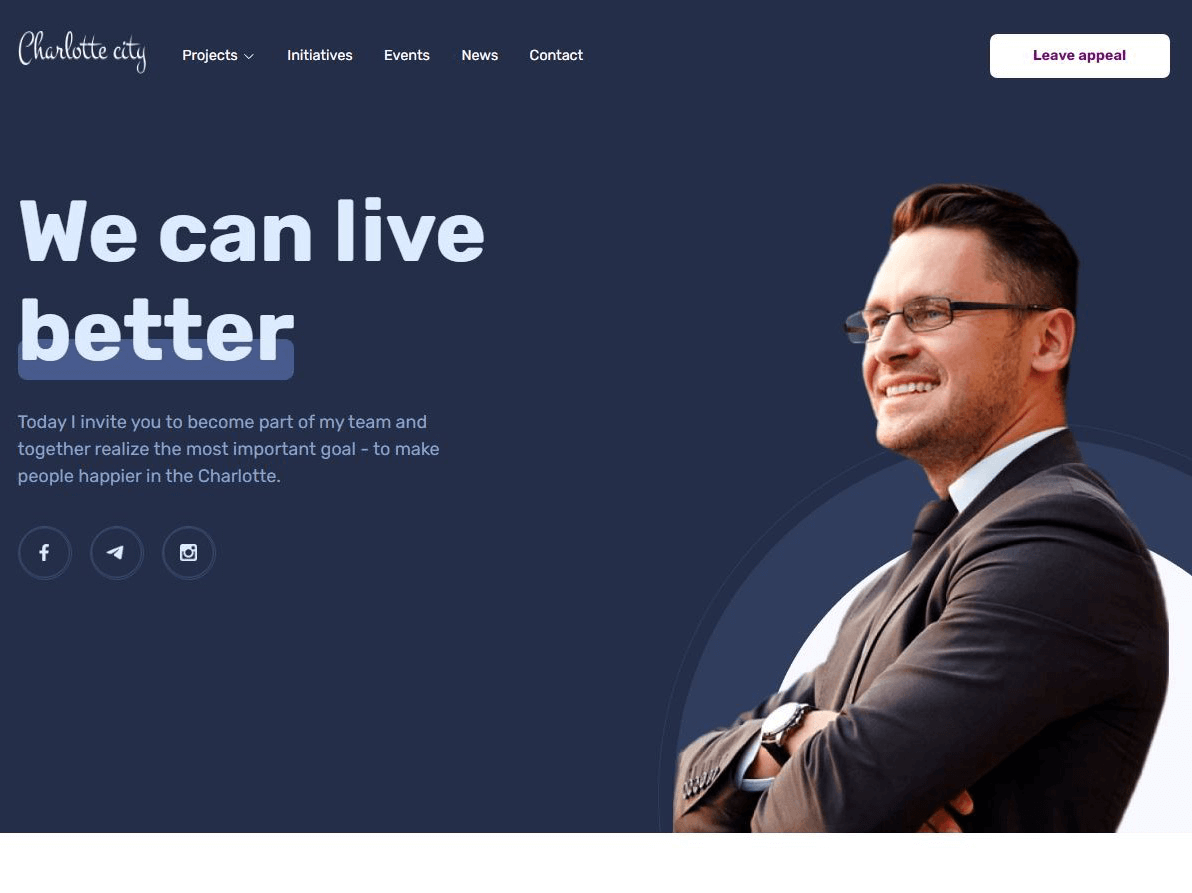 Charlotte city
Projects
Initiatives
Events
News
Contact
Leave appeal
We can live
better
Today I invite you to become part of my team and
together realize the most important goal - to make
people happier in the Charlotte.